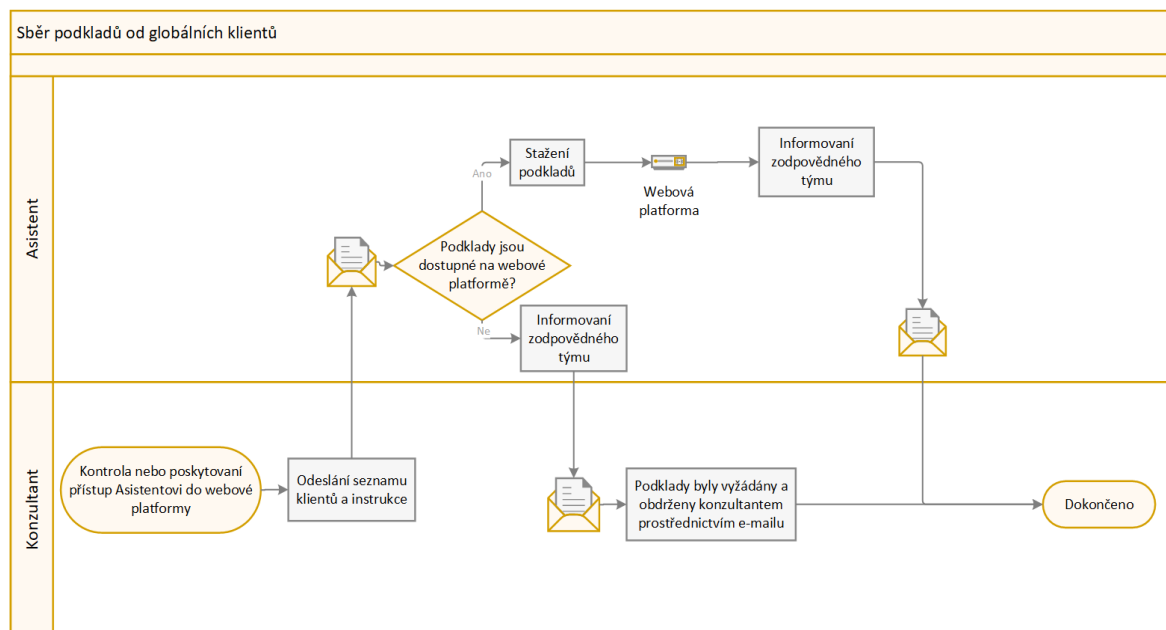 Sběr podkladů od globálních klientů
Asistent
Stažení
podkladů
Ano
Webová
platforma
Informovaní
zodpovědného
týmu
Podklady jsou
dostupné na webové
platformě?
Ne
Informovaní
zodpovědného
týmu
Konzultant
Kontrola nebo poskytovaní
přístup Asistentovi do webové
platformy
Odeslání seznamu
klientů a instrukce
Podklady byly vyžádány a
obdrženy konzultantem
prostřednictvím e-mailu
Dokončeno